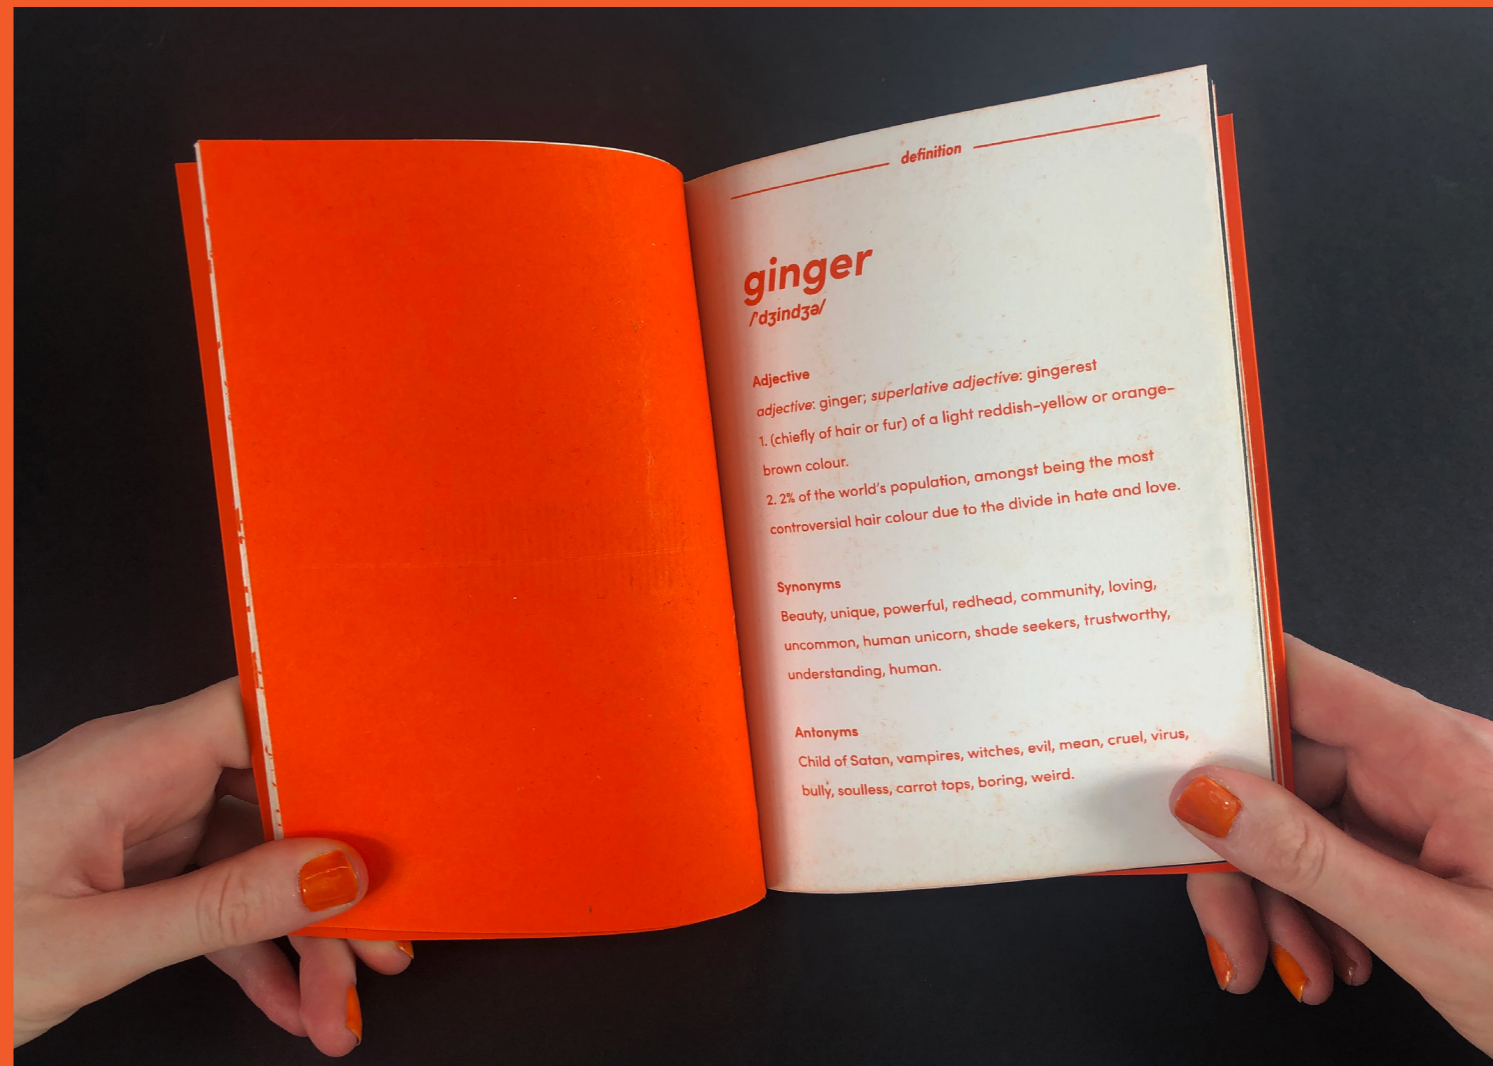 definition
ginger
/'dʒindʒə/
Adjective
adjective: ginger; superlative adjective: gingerest
1. (chiefly of hair or fur) of a light reddish-yellow or orange-
brown colour.
2. 2% of the world's population, amongst being the most
controversial hair colour due to the divide in hate and love.
Synonyms
Beauty, unique, powerful, redhead, community, loving,
uncommon, human unicorn, shade seekers, trustworthy,
understanding, human.
Antonyms
Child of Satan, vampires, witches, evil, mean, cruel, virus,
bully, soulless, carrot tops, boring, weird.